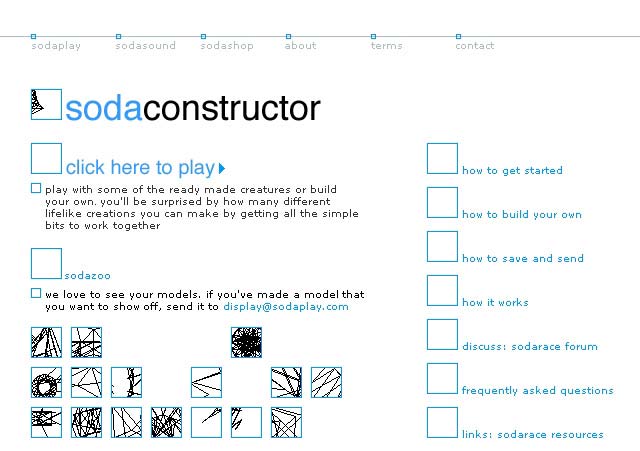 sodaplay sodasound sodashop about terms contact
sodaconstructor
click here to play
play with some of the ready made creatures or build
your own. you'll be surprised by how many different
lifelike creations you can make by getting all the simple
bits to work together
sodazoo
we love to see your models. if you've made a model that
you want to show off, send it to display@sodaplay.com
how to get started
how to build your own
how to save and send
how it works
discuss: sodarace forum
frequently asked questions
links: sodarace resources